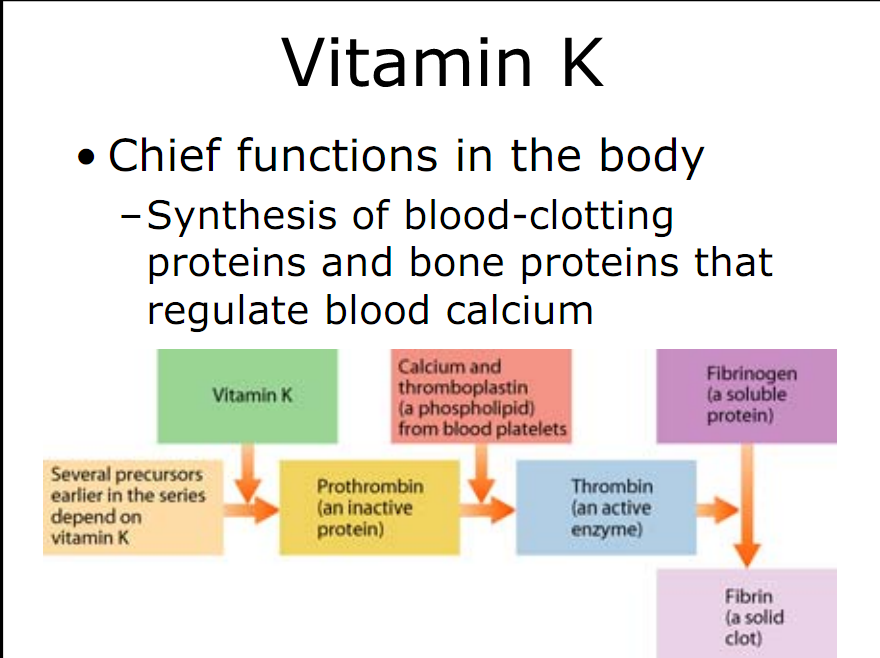 Vitamin K
• Chief functions in the body
–Synthesis of blood-clotting
proteins and bone proteins that
regulate blood calcium
Vitamin K
Calcium and
thromboplastin
(a phospholipid)
from blood platelets
Fibrinogen
(a soluble
protein)
Several precursors
earlier in the series
depend on
vitamin K
Prothrombin
(an inactive
protein)
Thrombin
(an active
enzyme)
Fibrin
(a solid
clot)